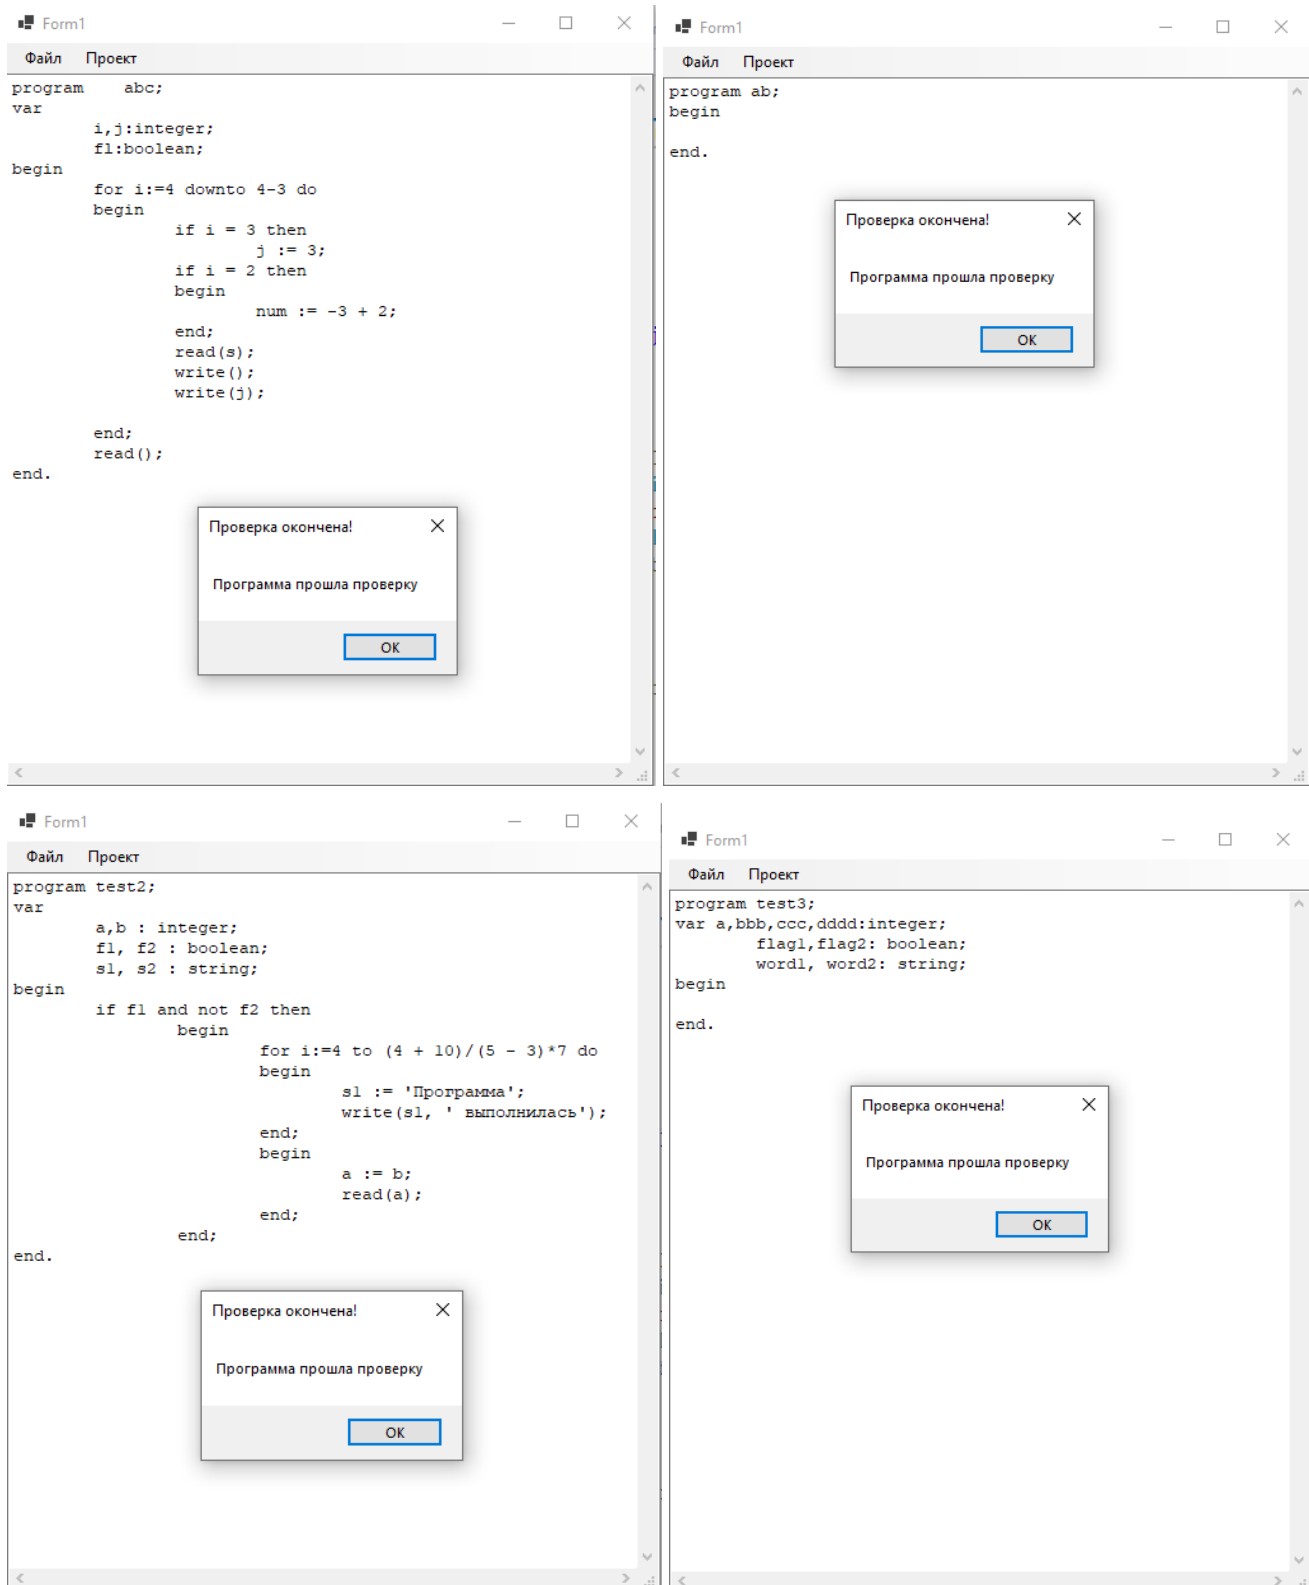 Form1
Файл Проект
program abc;
var
i,j:integer;
fl:boolean;
begin
for i:=4 downto 4-3 do
begin
if i = 3 then
j := 3;
if i = 2 then
begin
num := -3 + 2;
end;
read(s);
write();
write(j);
end;
read();
end.
Проверка окончена!
Программа прошла проверку
OK
Form1
Файл Проект
program ab;
begin
end.
Проверка окончена!
Программа прошла проверку
OK
Form1
Файл Проект
program test2;
var
a,b : integer;
f1, f2 : boolean;
s1, s2 : string;
begin
if f1 and not f2 then
begin
for i:=4 to (4 + 10)/(5 - 3)*7 do
begin
s1 := 'Программа';
write(s1, ' выполнилась');
end;
begin
a := b;
read(a);
end;
end;
end.
Проверка окончена!
Программа прошла проверку
OK
Form1
Файл Проект
program test3;
var a,bbb,ccc,dddd:integer;
flag1,flag2: boolean;
word1, word2: string;
begin
end.
Проверка окончена!
Программа прошла проверку
OK